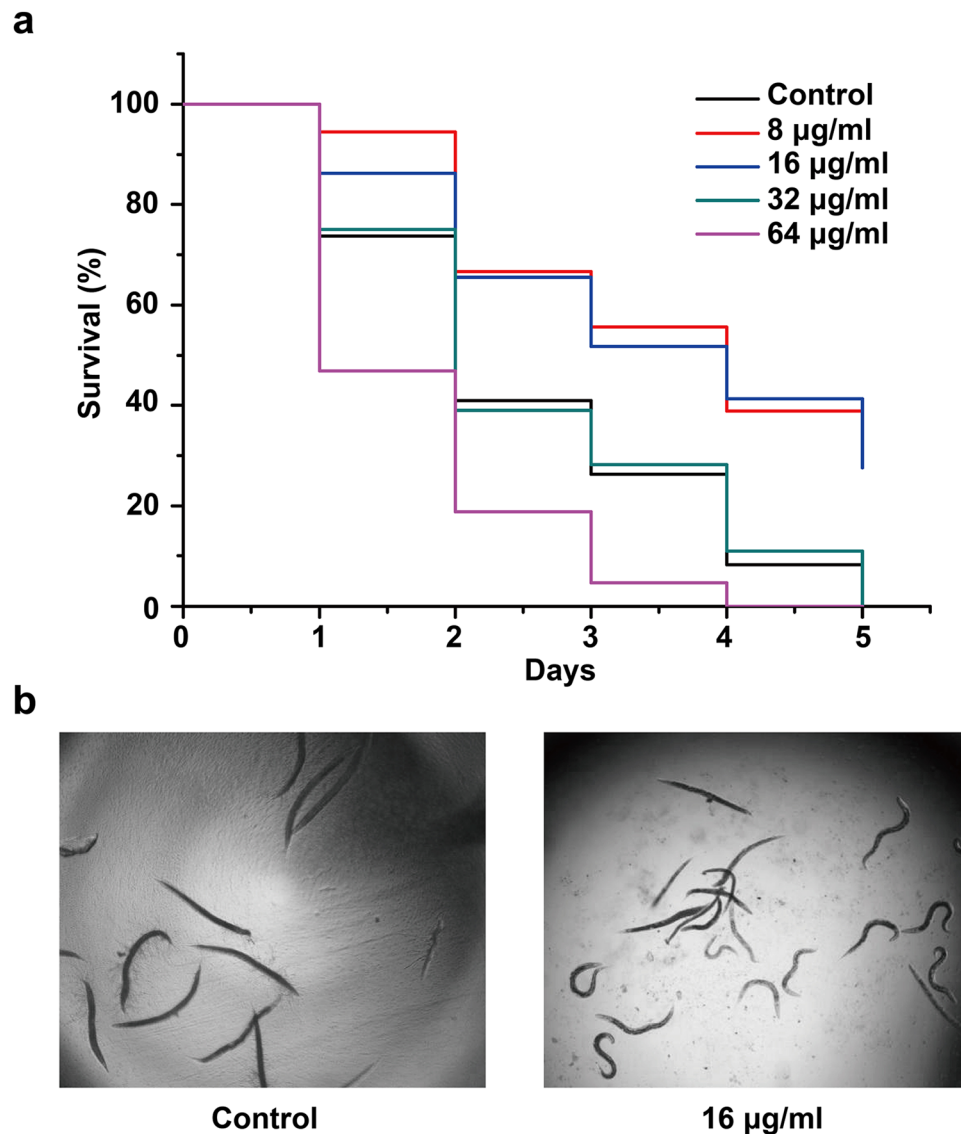 a
Survival (%)
100
80
60
40
20
0
Control
8 µg/ml
16 µg/ml
32 µg/ml
64 µg/ml
0 1 2 3 4 5
Days
b
Control
16 µg/ml